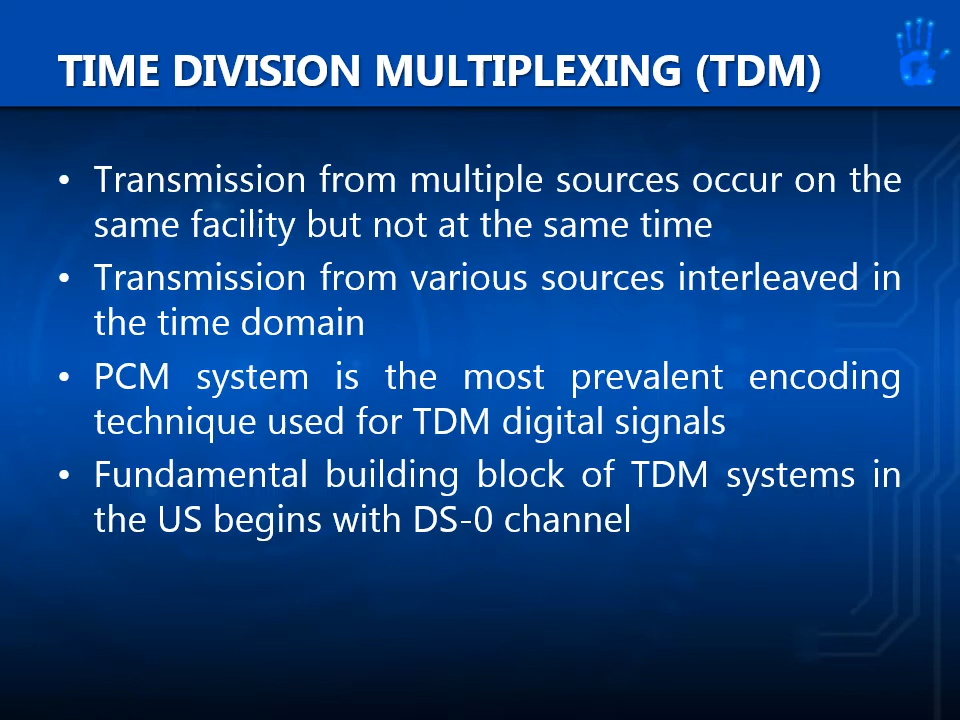 TIME DIVISION MULTIPLEXING (TDM)
• Transmission from multiple sources occur on the
same facility but not at the same time
• Transmission from various sources interleaved in
the time domain
• PCM system is the most prevalent encoding
technique used for TDM digital signals
• Fundamental building block of TDM systems in
the US begins with DS-0 channel